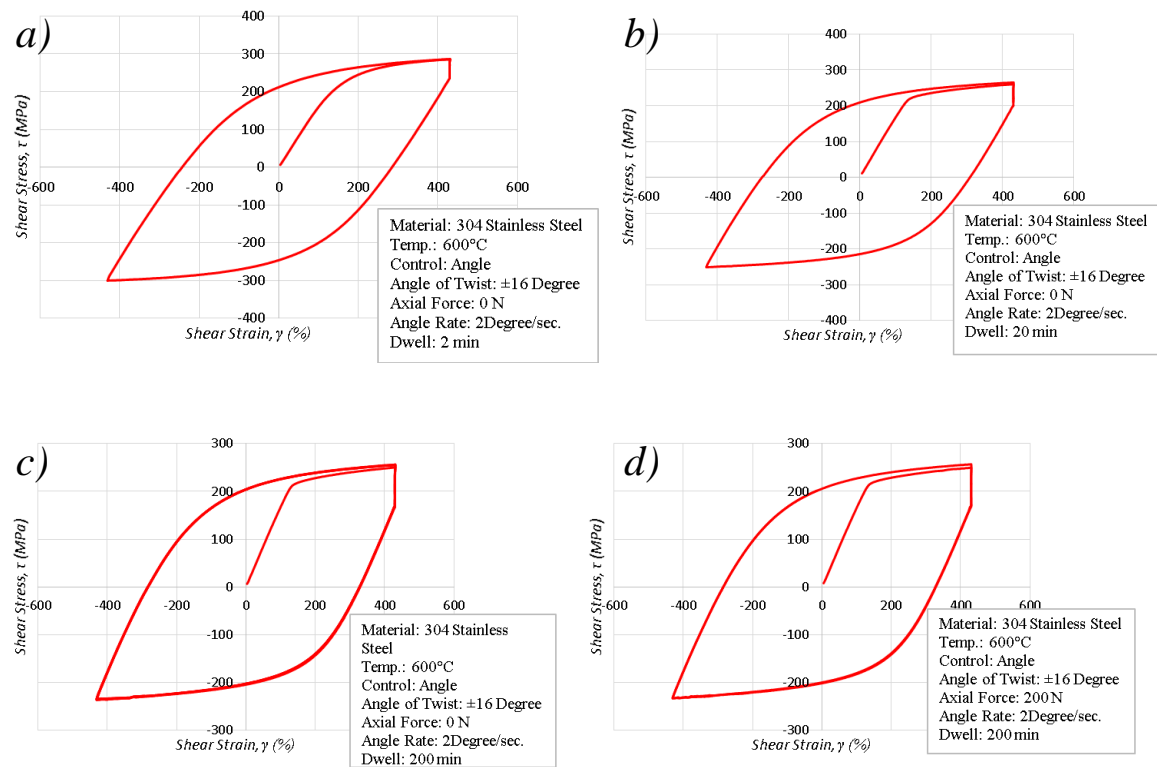 a)
400
300
200
100
0
-100
-200
-300
-400
-600
-400
-200
0
200
400
600
Shear Stress, τ (MPa)
Shear Strain, γ (%)
Material: 304 Stainless Steel
Temp.: 600°C
Control: Angle
Angle of Twist: ±16 Degree
Axial Force: 0 N
Angle Rate: 2Degree/sec.
Dwell: 2 min
b)
400
300
200
100
0
-100
-200
-300
-400
-600
-400
-200
0
200
400
600
Shear Stress, τ (MPa)
Shear Strain, γ (%)
Material: 304 Stainless Steel
Temp.: 600°C
Control: Angle
Angle of Twist: ±16 Degree
Axial Force: 0 N
Angle Rate: 2Degree/sec.
Dwell: 20 min
c)
300
200
100
0
-100
-200
-300
-600
-400
-200
0
200
400
600
Shear Stress, τ (MPa)
Shear Strain, γ (%)
Material: 304 Stainless
Steel
Temp.: 600°C
Control: Angle
Angle of Twist: ±16 Degree
Axial Force: 0 N
Angle Rate: 2Degree/sec.
Dwell: 200 min
d)
300
200
100
0
-100
-200
-300
-600
-400
-200
0
200
400
600
Shear Stress, τ (MPa)
Shear Strain, γ (%)
Material: 304 Stainless Steel
Temp.: 600°C
Control: Angle
Angle of Twist: ±16 Degree
Axial Force: 200 N
Angle Rate: 2Degree/sec.
Dwell: 200 min